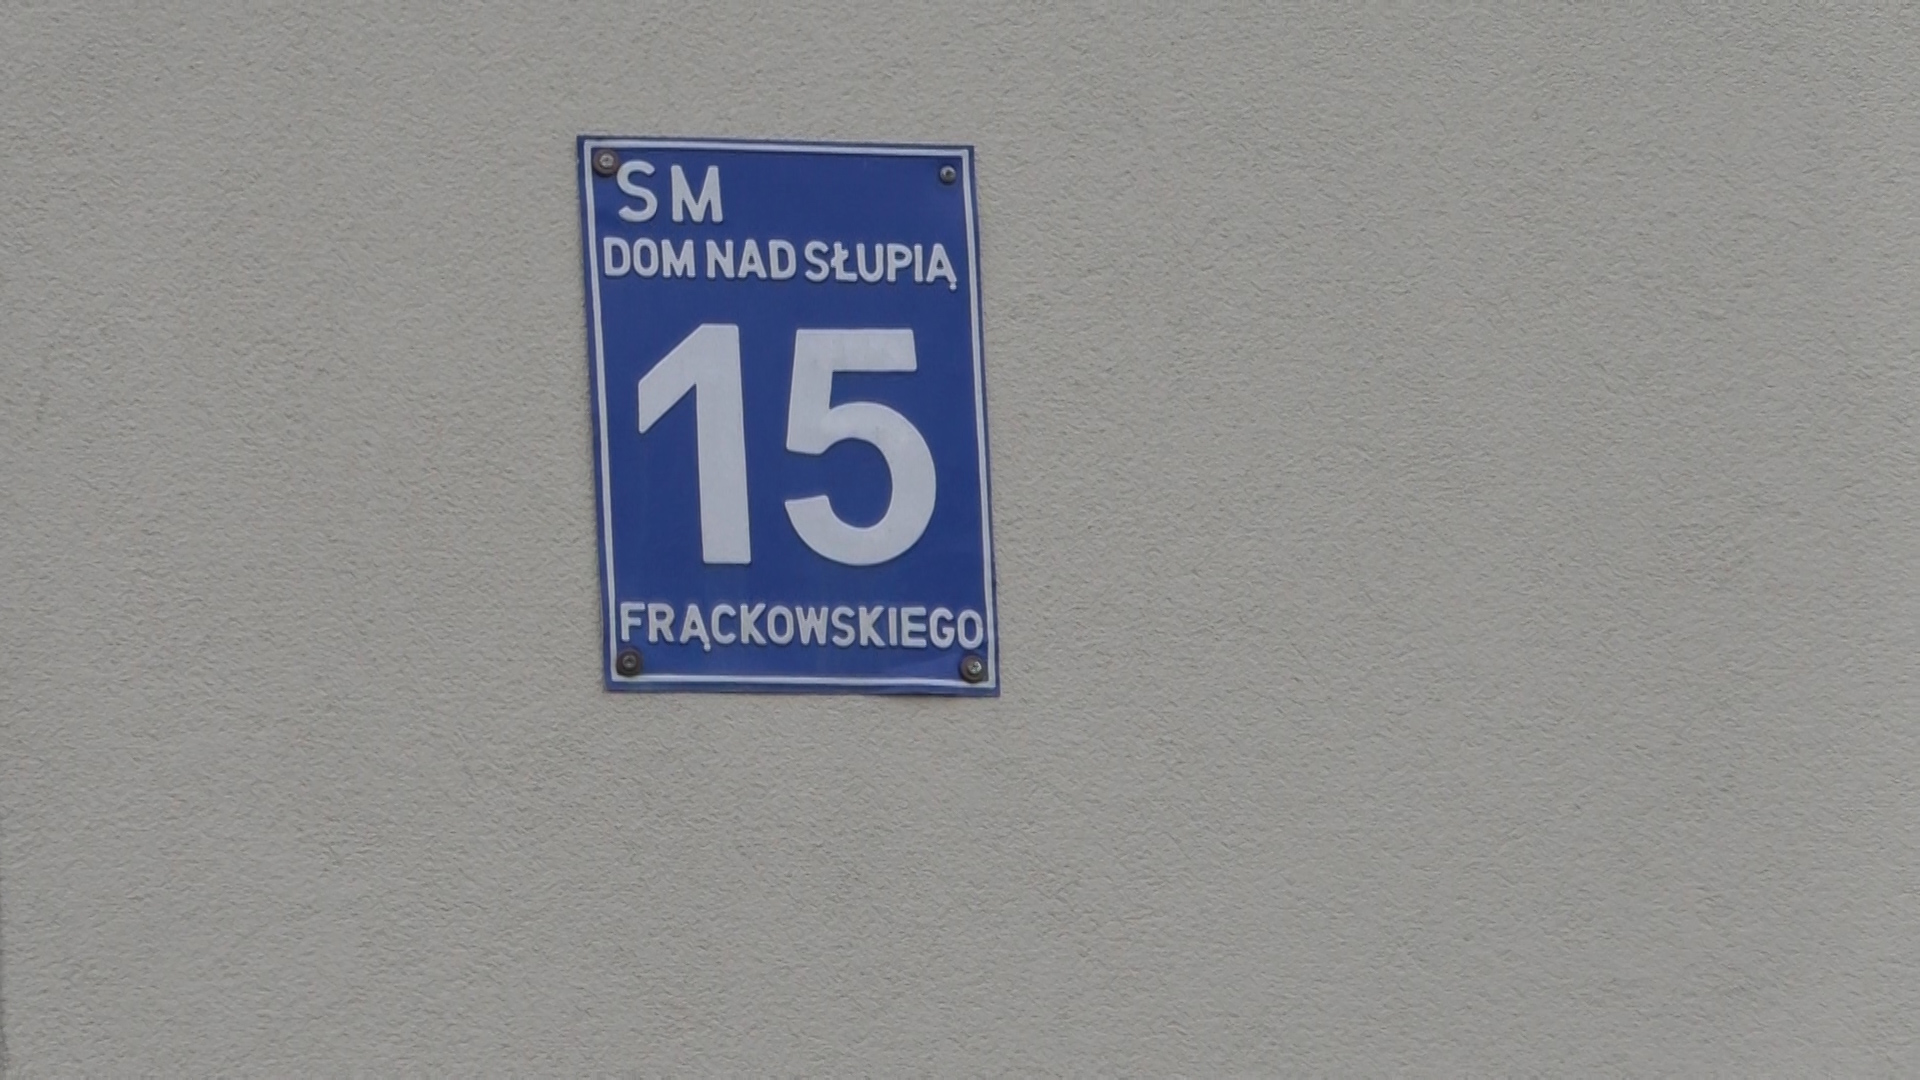 SM
DOM NAD SŁUPIĄ
15
FRĄCKOWSKIEGO